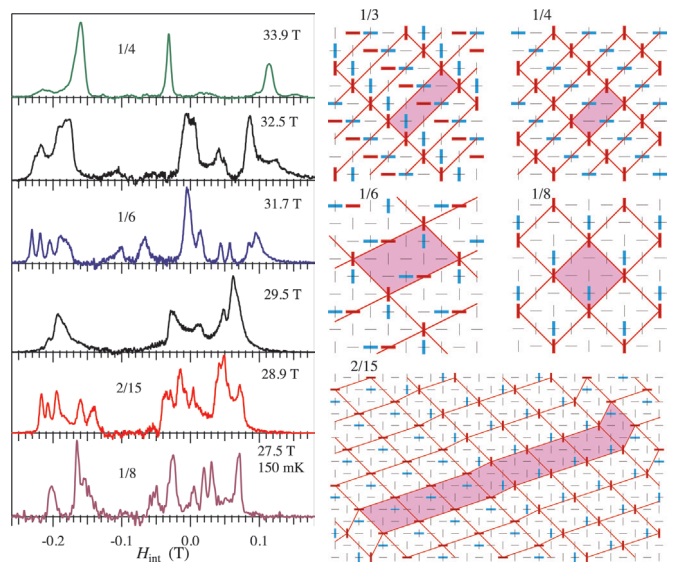 1/4
33.9 T
32.5 T
1/6
31.7 T
29.5 T
2/15
28.9 T
1/8
27.5 T
150 mK
-0.2
-0.1
0.0
0.1
Hint (T)
1/3
1/4
1/6
1/8
2/15